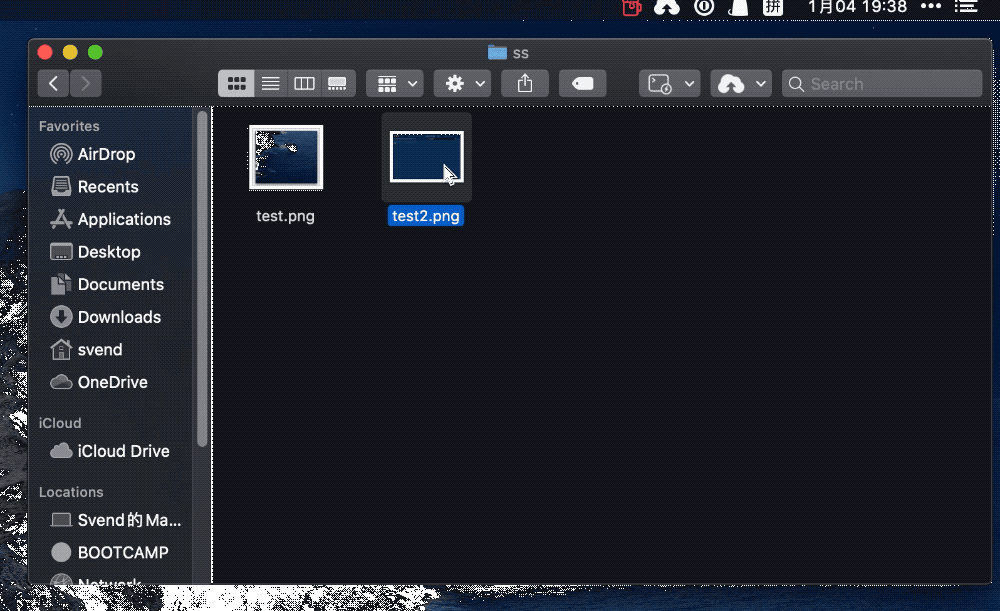 拼
1月04 19:38
ss
Search
Favorites
AirDrop
Recents
Applications
Desktop
Documents
Downloads
svend
OneDrive
iCloud
iCloud Drive
Locations
Svend的Ma...
BOOTCAMP
Network
test.png
test2.png